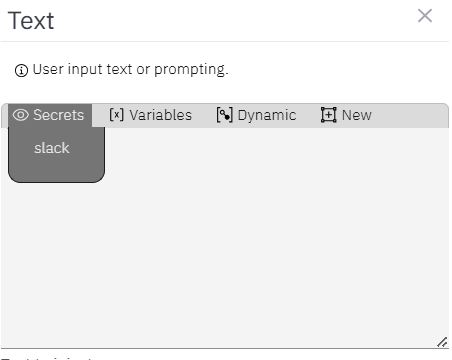 Text
User input text or prompting.
Secrets [x] Variables Dynamic New
slack